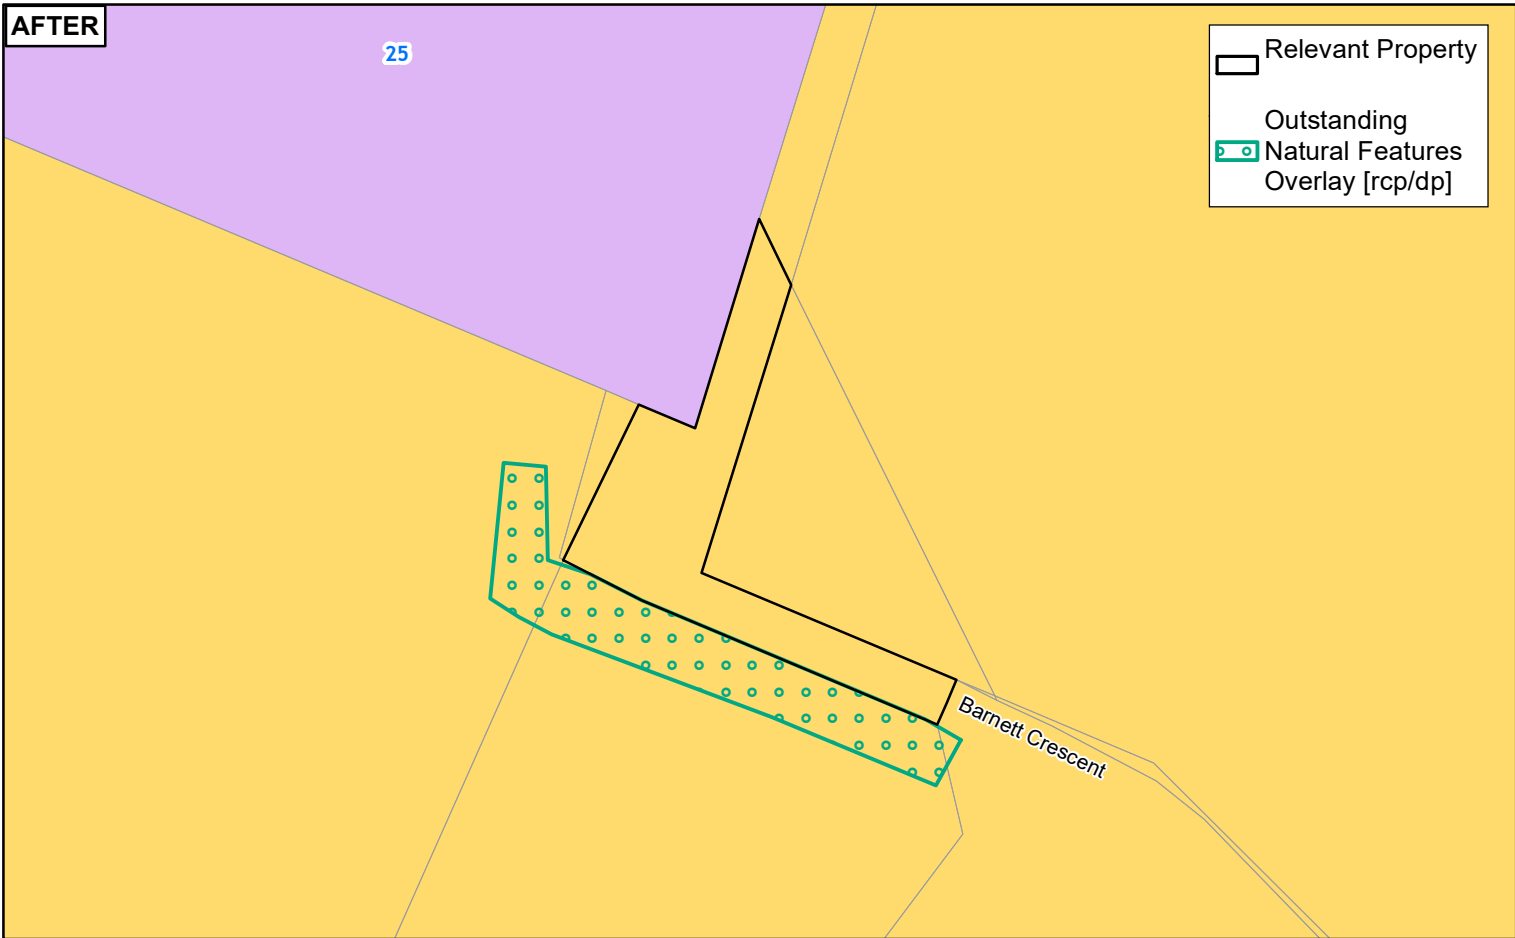 AFTER
25
Relevant Property
Outstanding
Natural Features
Overlay [rcp/dp]
Barnett Crescent